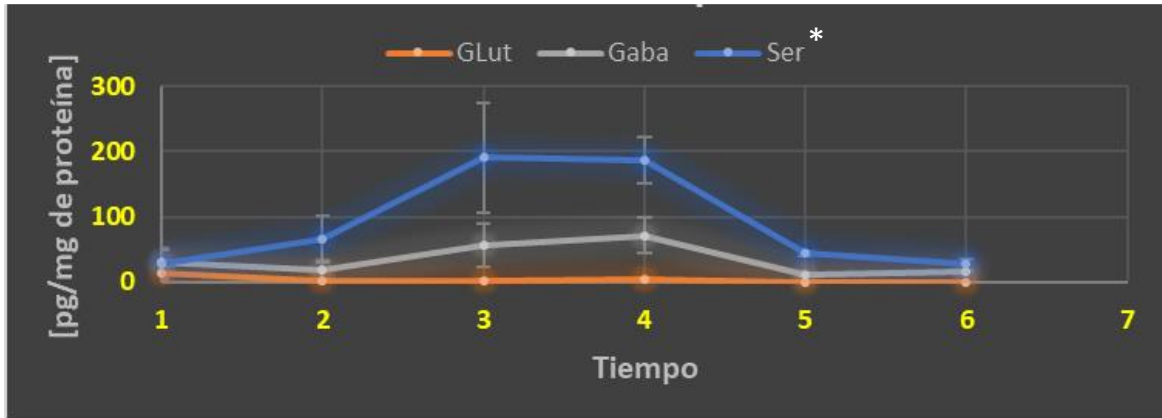 GLut Gaba Ser *
300
200
100
0
[pg/mg de proteína]
1 2 3 4 5 6 7
Tiempo